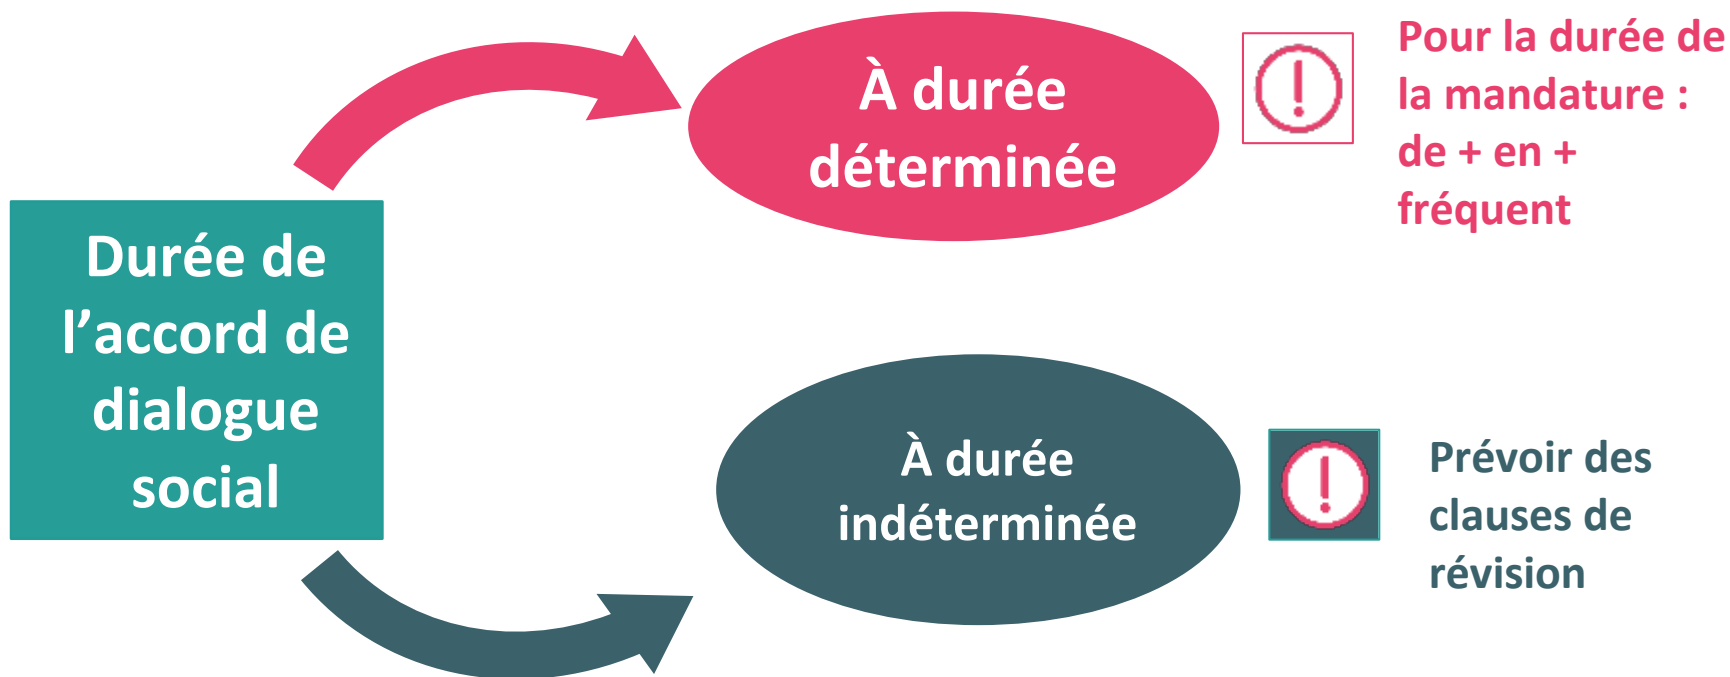 Durée de
l’accord de
dialogue
social
À durée
déterminée
Pour la durée de
la mandature :
de + en +
fréquent
À durée
indéterminée
Prévoir des
clauses de
révision